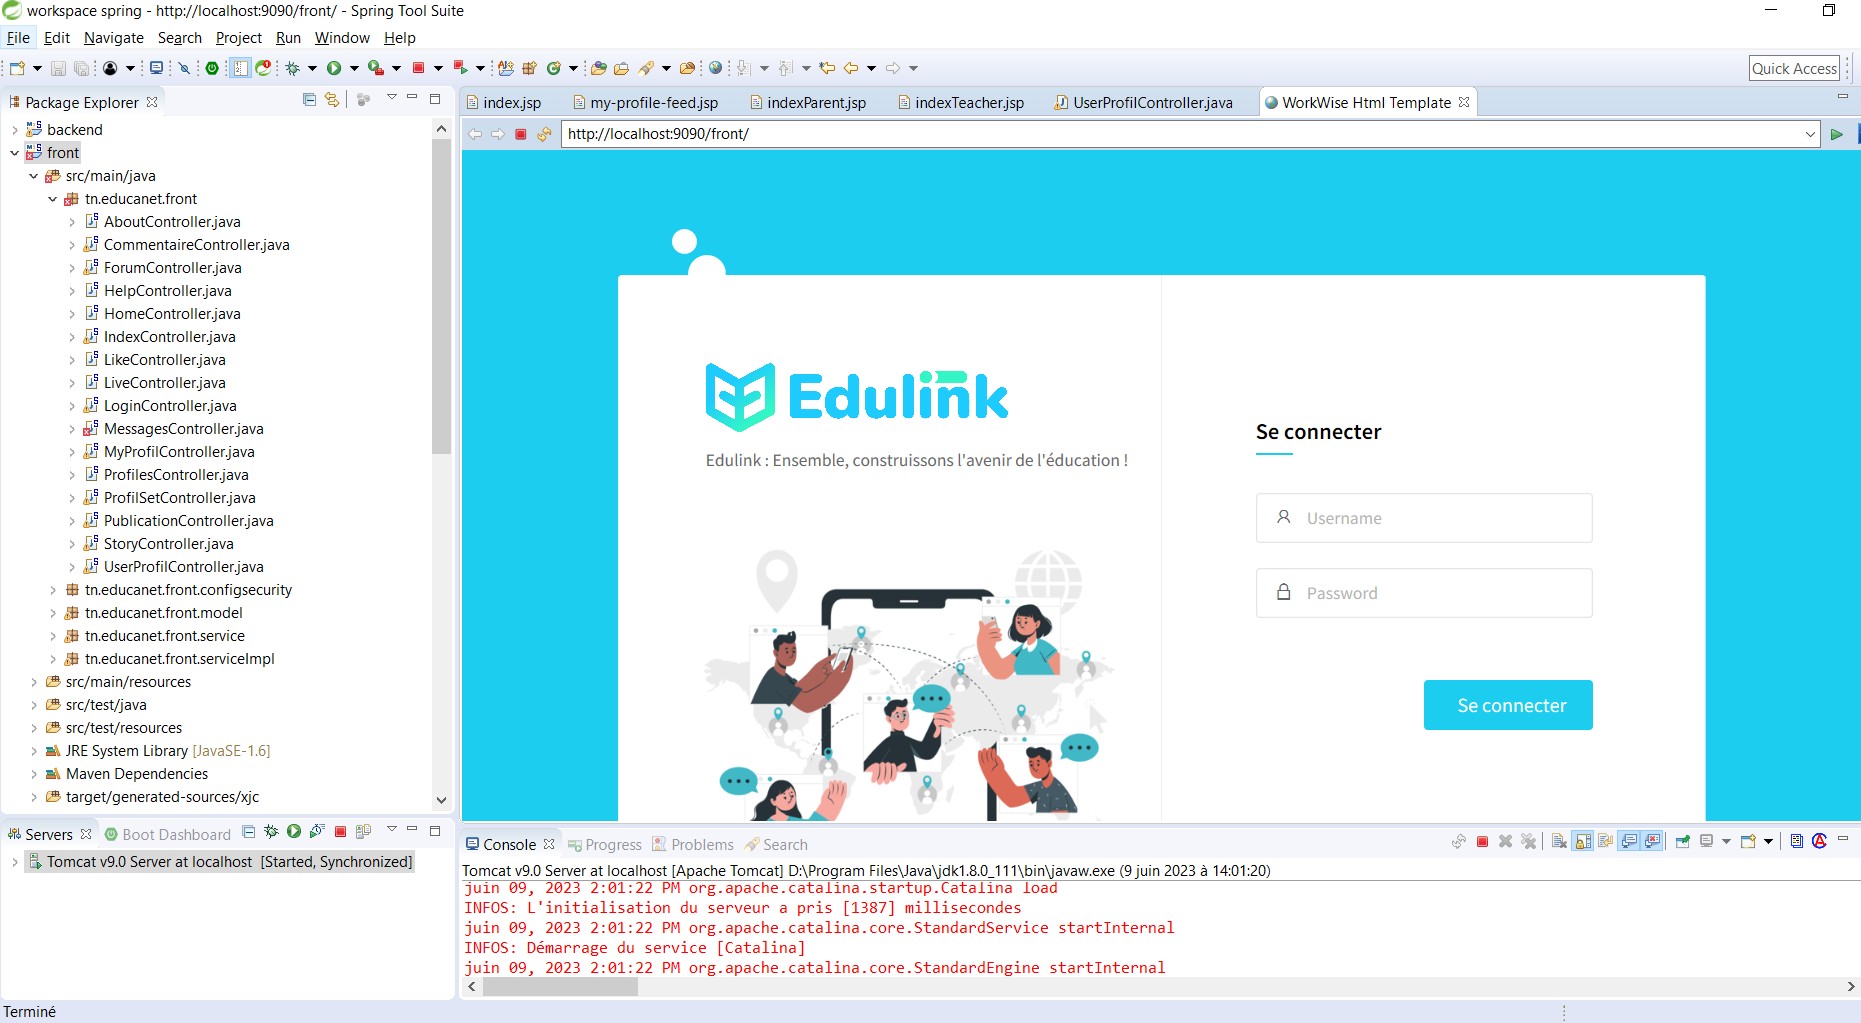 workspace spring - http://localhost:9090/front/ - Spring Tool Suite
File Edit Navigate Search Project Run Window Help
Quick Access
Package Explorer
backend
front
src/main/java
tn.educanet.front
AboutController.java
CommentaireController.java
ForumController.java
HelpController.java
HomeController.java
IndexController.java
LikeController.java
LiveController.java
LoginController.java
MessagesController.java
MyProfilController.java
ProfilesController.java
ProfilSetController.java
PublicationController.java
StoryController.java
UserProfilController.java
tn.educanet.front.configsecurity
tn.educanet.front.model
tn.educanet.front.service
tn.educanet.front.serviceImpl
src/main/resources
src/test/java
src/test/resources
JRE System Library [JavaSE-1.6]
Maven Dependencies
target/generated-sources/xjc
Servers Boot Dashboard
Tomcat v9.0 Server at localhost [Started, Synchronized]
index.jsp my-profile-feed.jsp indexParent.jsp indexTeacher.jsp UserProfilController.java WorkWise Html Template
http://localhost:9090/front/
Edulink
Edulink : Ensemble, construissons l'avenir de l'éducation !
Se connecter
Username
Password
Se connecter
Console Progress Problems Search
Tomcat v9.0 Server at localhost [Apache Tomcat] D:\Program Files\Java\jdk1.8.0_111\bin\javaw.exe (9 juin 2023 à 14:01:20)
juin 09, 2023 2:01:22 PM org.apache.catalina.startup.Catalina load
INFOS: L'initialisation du serveur a pris [1387] millisecondes
juin 09, 2023 2:01:22 PM org.apache.catalina.core.StandardService startInternal
INFOS: Démarrage du service [Catalina]
juin 09, 2023 2:01:22 PM org.apache.catalina.core.StandardEngine startInternal
Terminé